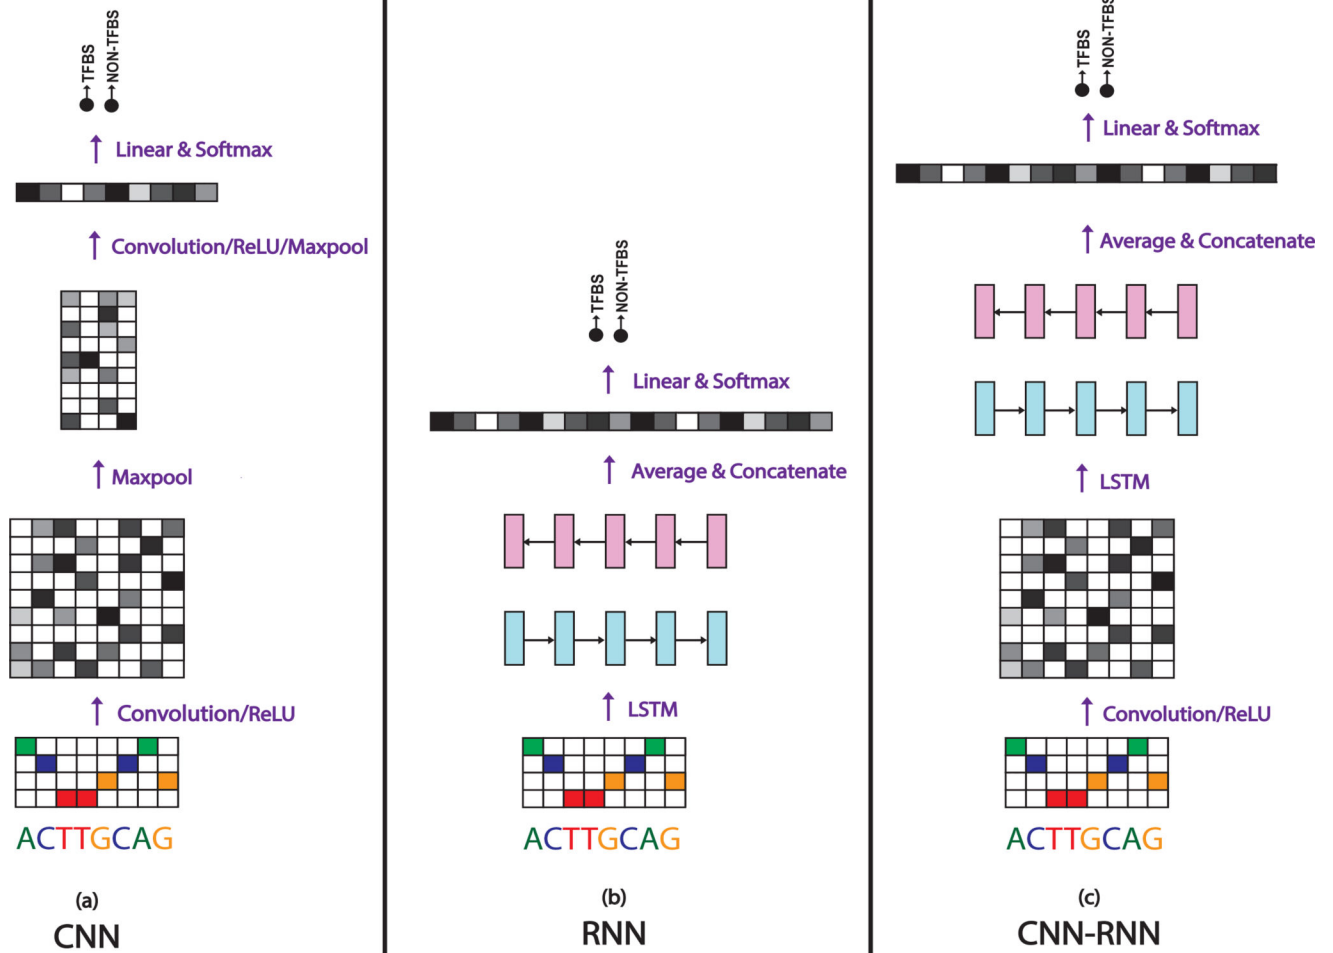 TFBS
NON-TFBS
Linear & Softmax
Convolution/ReLU/Maxpool
Maxpool
Convolution/ReLU
ACTTGCAG
(a)
CNN
TFBS
NON-TFBS
Linear & Softmax
Average & Concatenate
LSTM
ACTTGCAG
(b)
RNN
TFBS
NON-TFBS
Linear & Softmax
Average & Concatenate
LSTM
Convolution/ReLU
ACTTGCAG
(c)
CNN-RNN